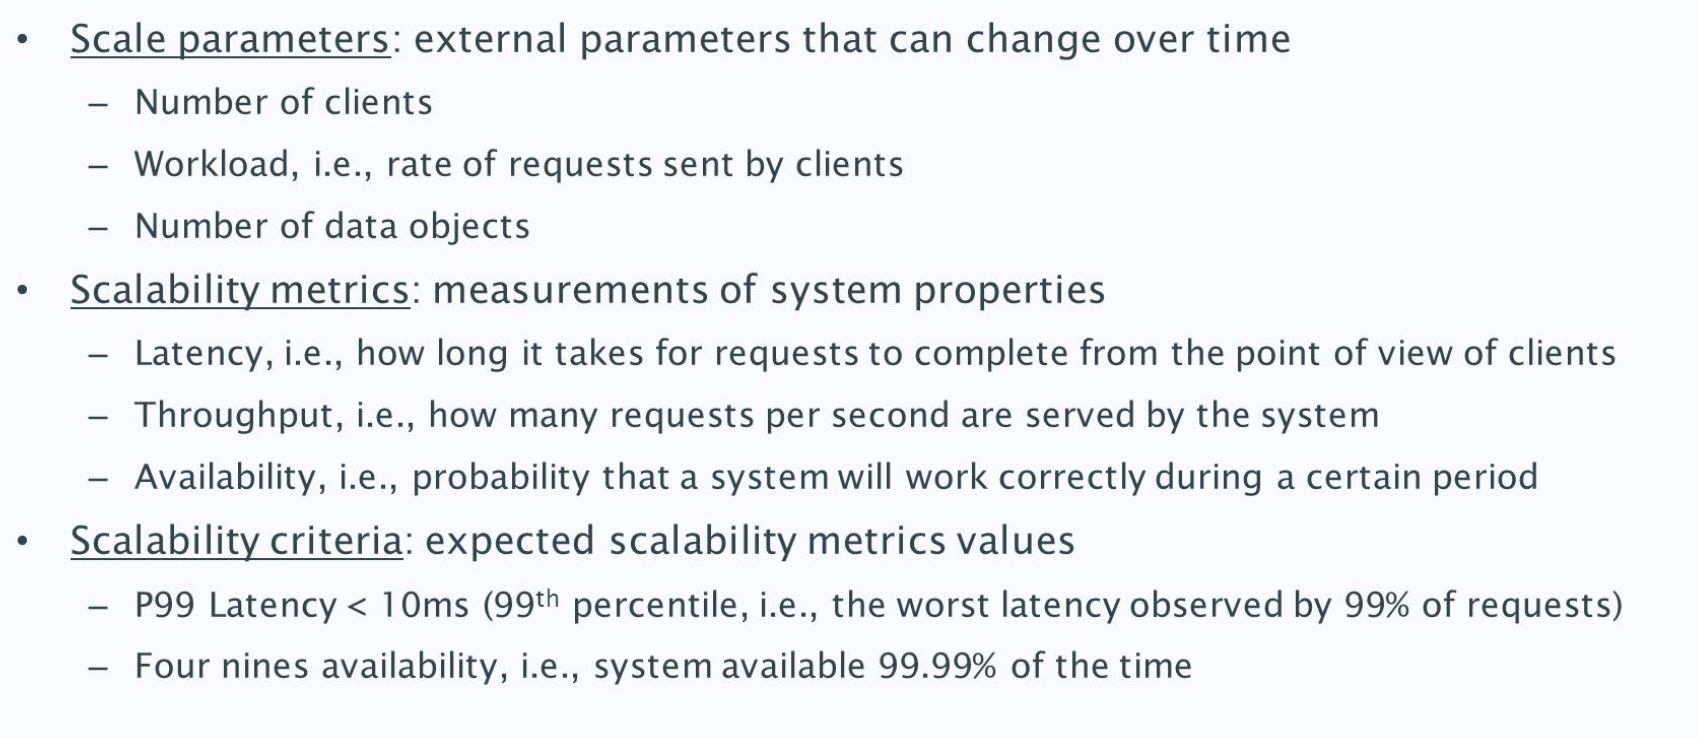 • Scale parameters: external parameters that can change over time
– Number of clients
– Workload, i.e., rate of requests sent by clients
– Number of data objects
• Scalability metrics: measurements of system properties
– Latency, i.e., how long it takes for requests to complete from the point of view of clients
– Throughput, i.e., how many requests per second are served by the system
– Availability, i.e., probability that a system will work correctly during a certain period
• Scalability criteria: expected scalability metrics values
– P99 Latency < 10ms (99th percentile, i.e., the worst latency observed by 99% of requests)
– Four nines availability, i.e., system available 99.99% of the time